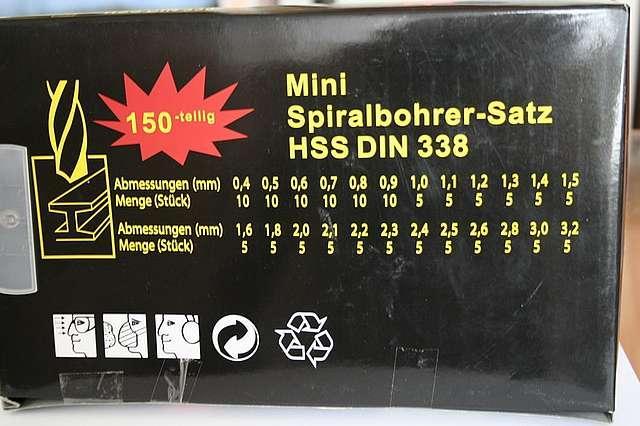 150-teilig
Mini
Spiralbohrer-Satz
HSS DIN 338
Abmessungen (mm) 0,4 0,5 0,6 0,7 0,8 0,9 1,0 1,1 1,2 1,3 1,4 1,5
Menge (Stück) 10 10 10 10 10 10 5 5 5 5 5 5
Abmessungen (mm) 1,6 1,8 2,0 2,1 2,2 2,3 2,4 2,5 2,6 2,8 3,0 3,2
Menge (Stück) 5 5 5 5 5 5 5 5 5 5 5 5